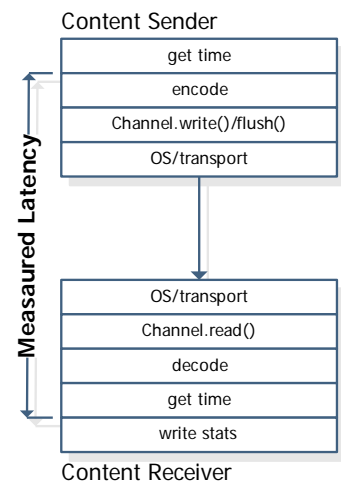 Content Sender
get time
encode
Channel.write()/flush()
OS/transport
Measaured Latency
OS/transport
Channel.read()
decode
get time
write stats
Content Receiver